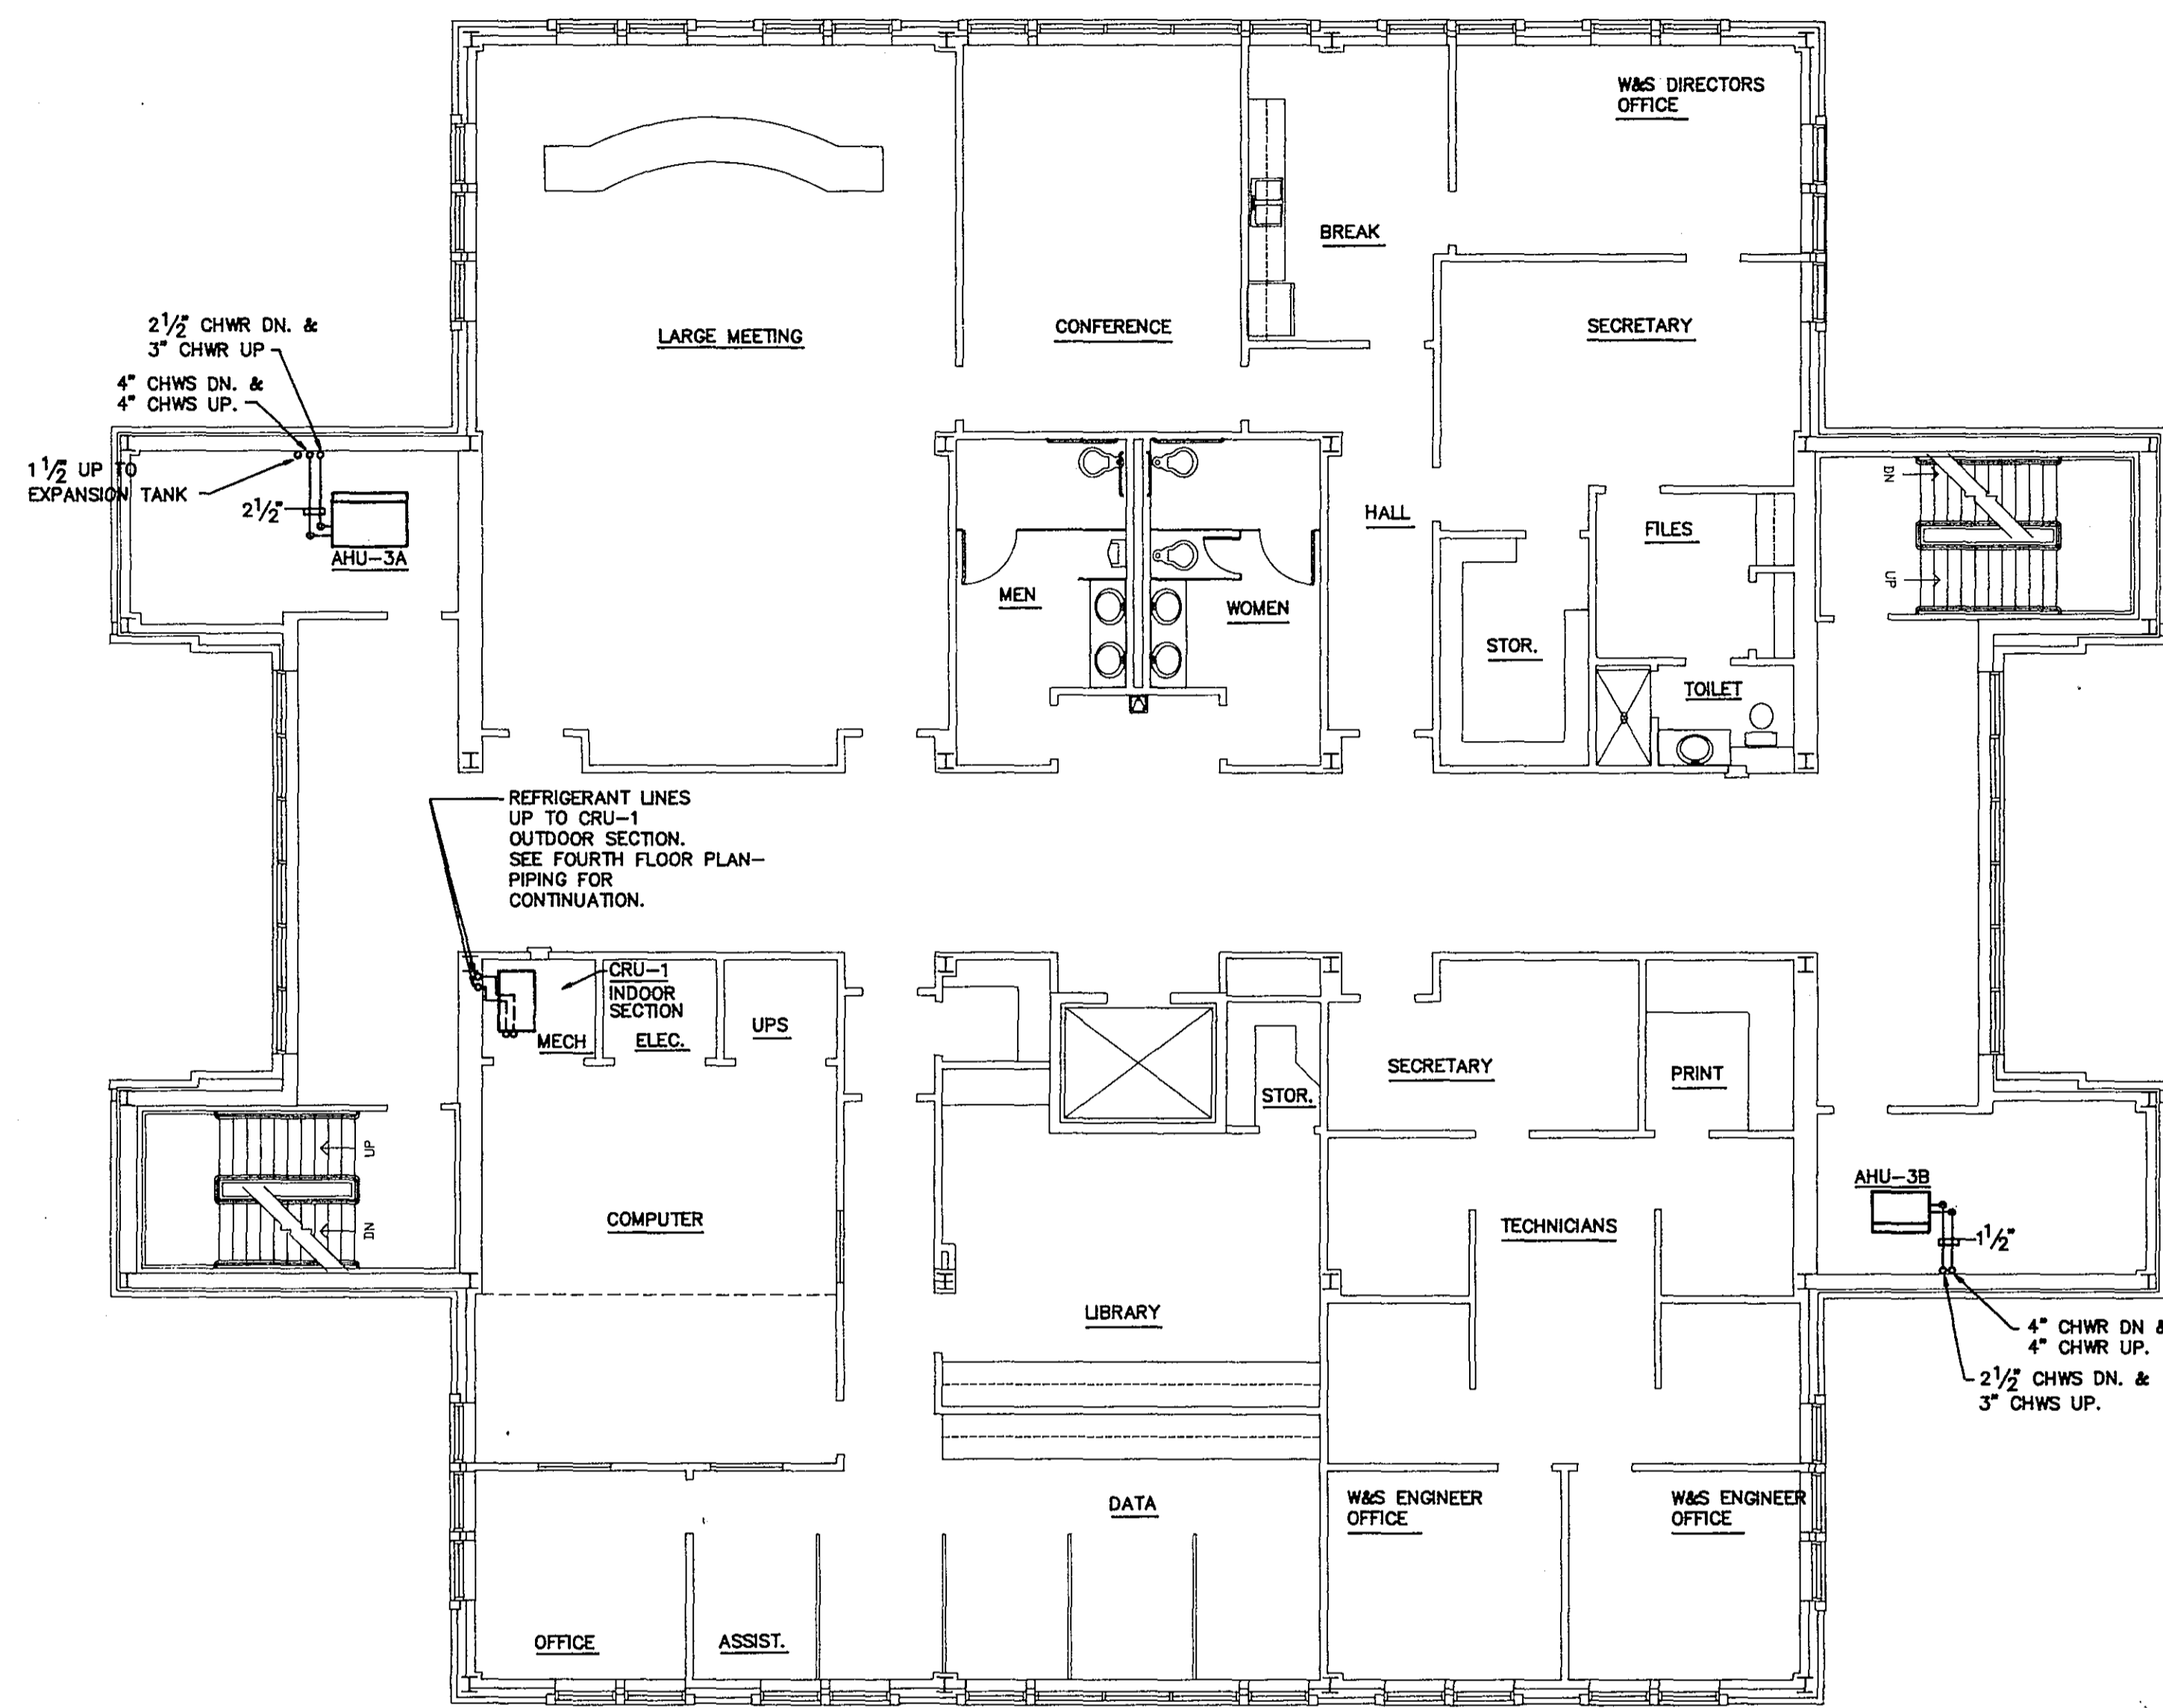 W&S DIRECTORS
OFFICE
BREAK
2 1/2" CHWR DN. &
3" CHWR UP
LARGE MEETING
CONFERENCE
SECRETARY
4" CHWS DN. &
4" CHWS UP.
1 1/2" UP TO
EXPANSION TANK
2 1/2"
AHU-3A
HALL
FILES
DN
UP
MEN
WOMEN
STOR.
TOILET
REFRIGERANT LINES
UP TO CRU-1
OUTDOOR SECTION.
SEE FOURTH FLOOR PLAN-
PIPING FOR
CONTINUATION.
CRU-1
INDOOR
SECTION
MECH
ELEC.
UPS
SECRETARY
PRINT
STOR.
UP
DN
COMPUTER
TECHNICIANS
AHU-3B
1 1/2"
LIBRARY
4" CHWR DN &
4" CHWR UP.
2 1/2" CHWS DN. &
3" CHWS UP.
DATA
W&S ENGINEER
OFFICE
W&S ENGINEER
OFFICE
OFFICE
ASSIST.